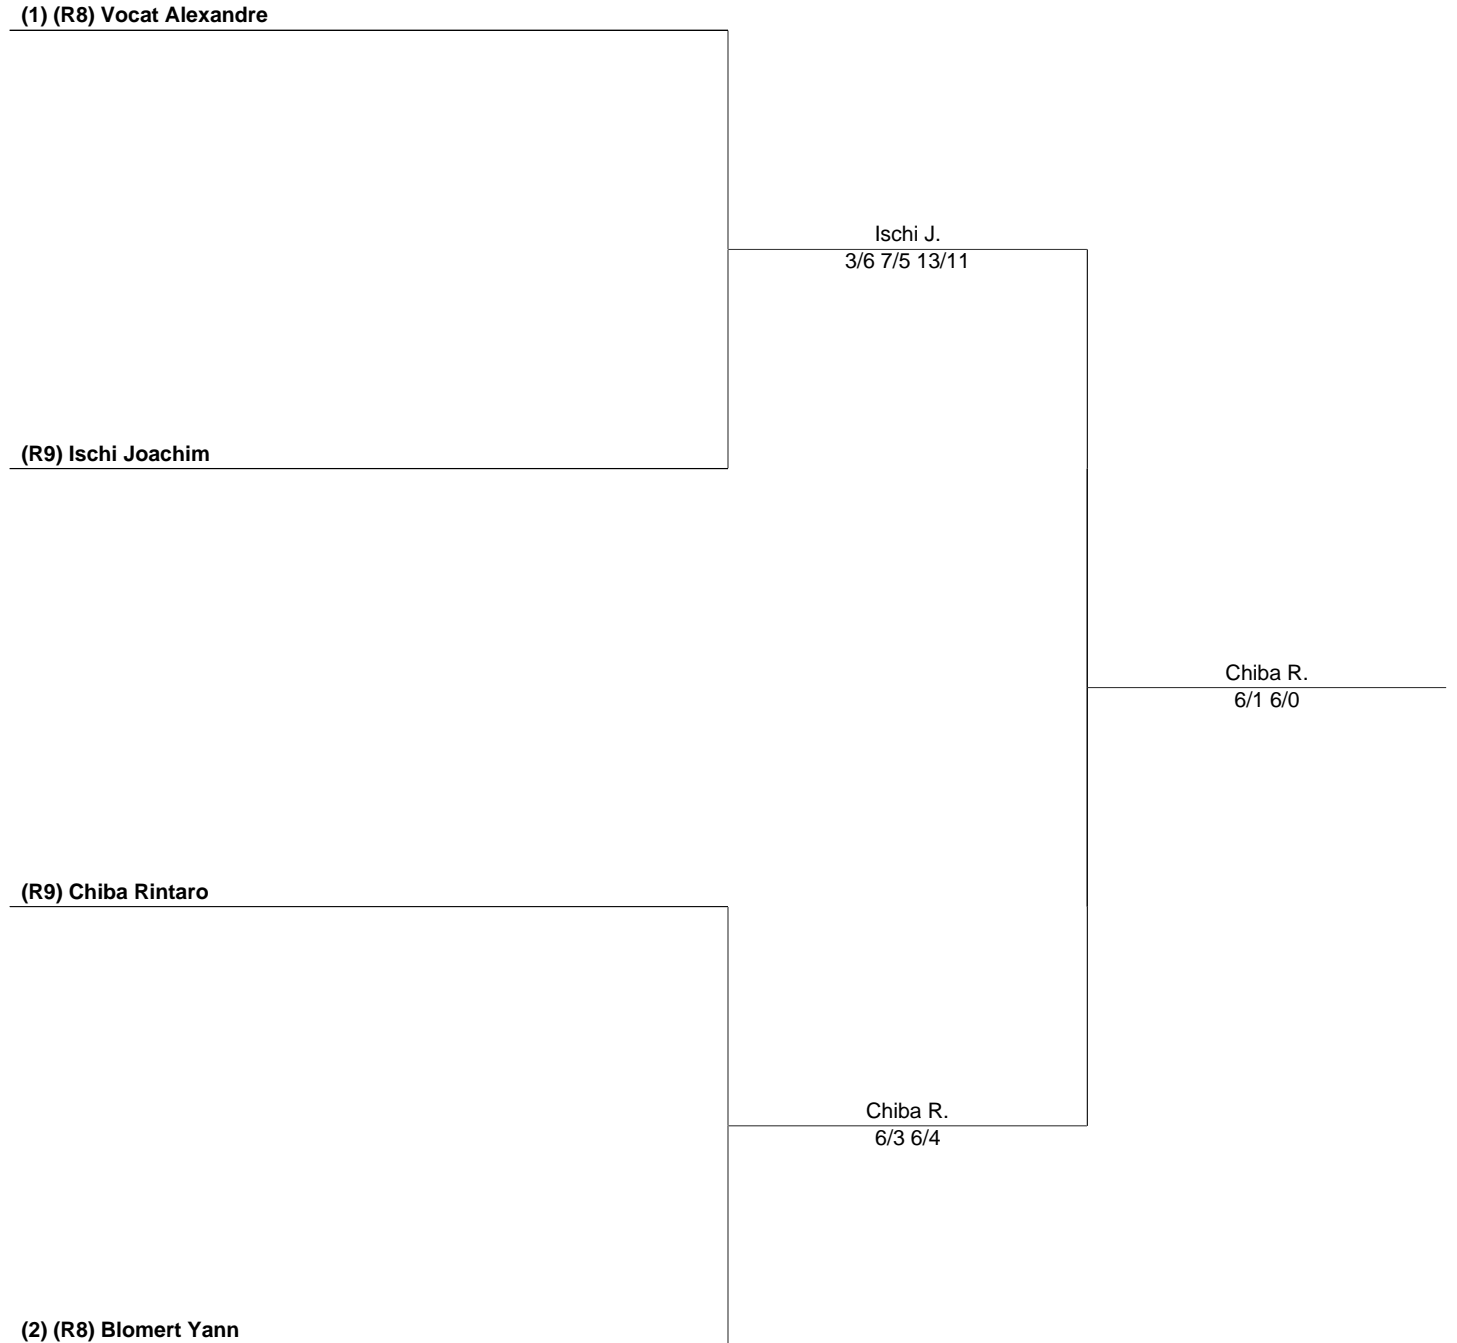 (1) (R8) Vocat Alexandre
Ischi J.
3/6 7/5 13/11
(R9) Ischi Joachim
Chiba R.
6/1 6/0
(R9) Chiba Rintaro
Chiba R.
6/3 6/4
(2) (R8) Blomert Yann